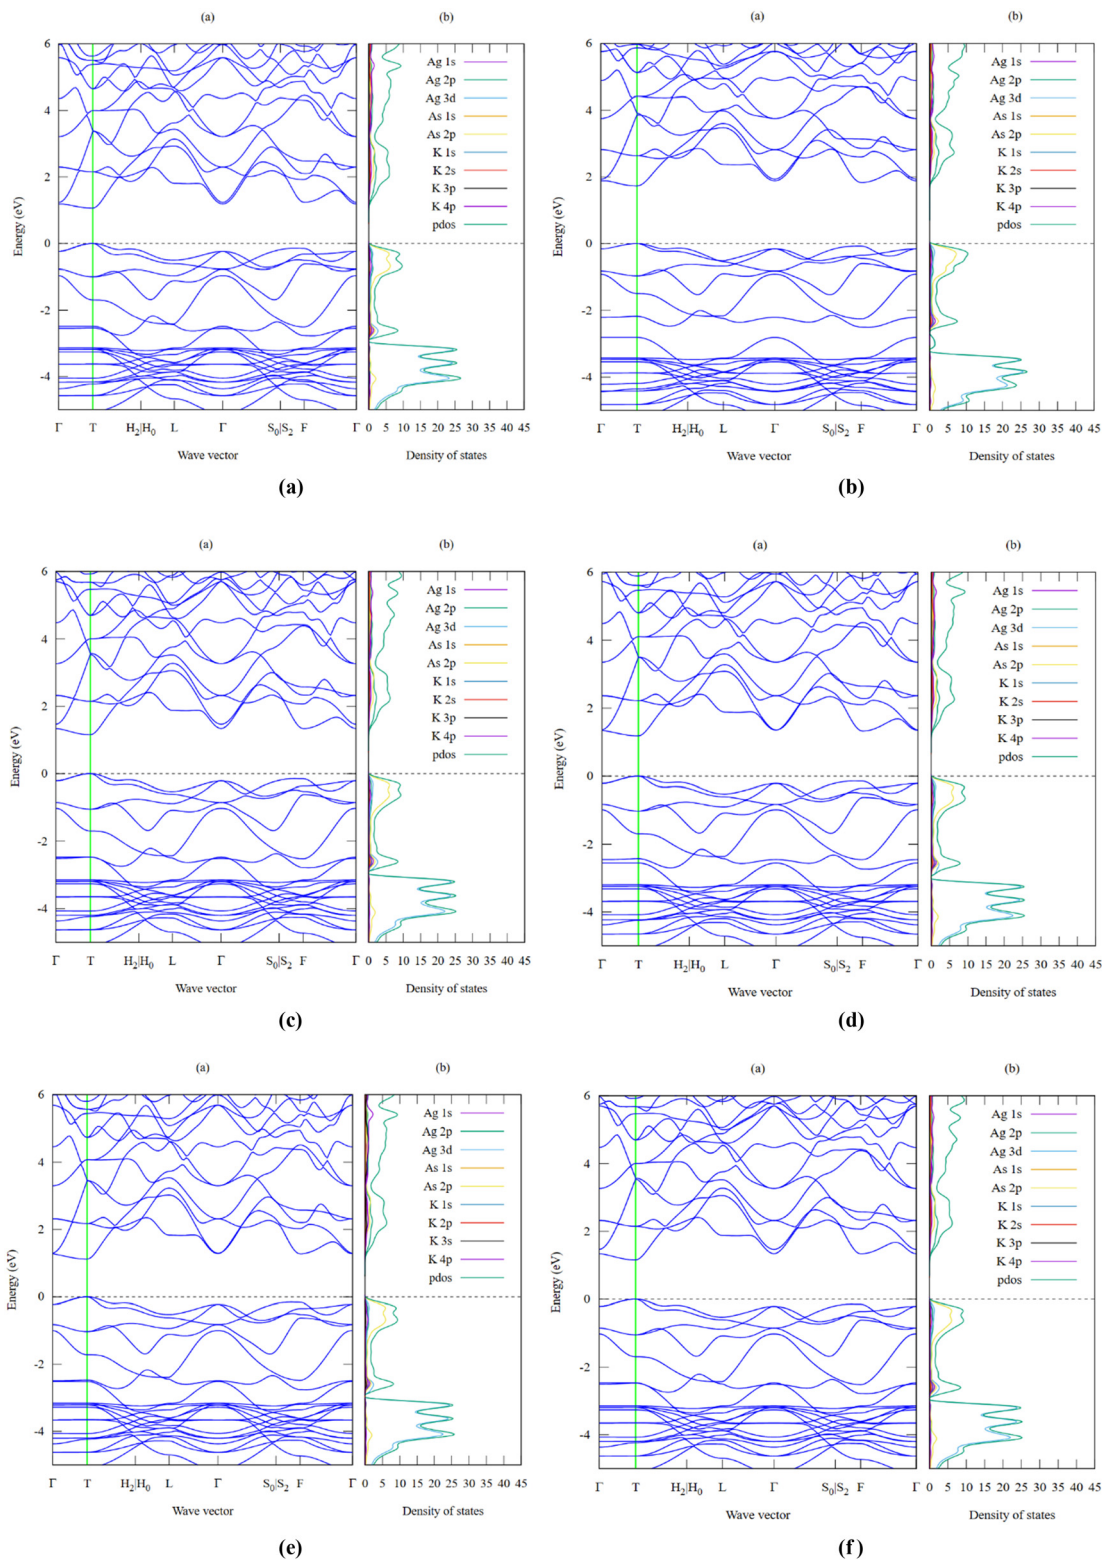 (a) (b)
6
4
2
0
-2
-4
Energy (eV)
Ag 1s
Ag 2p
Ag 3d
As 1s
As 2p
K 1s
K 2s
K 3p
K 4p
pdos
Γ T H₂|H₀ L Γ S₀|S₂ F Γ 0 5 10 15 20 25 30 35 40 45
Wave vector Density of states
(a)
(a) (b)
6
4
2
0
-2
-4
Energy (eV)
Ag 1s
Ag 2p
Ag 3d
As 1s
As 2p
K 1s
K 2s
K 3p
K 4p
pdos
Γ T H₂|H₀ L Γ S₀|S₂ F Γ 0 5 10 15 20 25 30 35 40 45
Wave vector Density of states
(b)
(a) (b)
6
4
2
0
-2
-4
Energy (eV)
Ag 1s
Ag 2p
Ag 3d
As 1s
As 2p
K 1s
K 2s
K 3p
K 4p
pdos
Γ T H₂|H₀ L Γ S₀|S₂ F Γ 0 5 10 15 20 25 30 35 40 45
Wave vector Density of states
(c)
(a) (b)
6
4
2
0
-2
-4
Energy (eV)
Ag 1s
Ag 2p
Ag 3d
As 1s
As 2p
K 1s
K 2s
K 3p
K 4p
pdos
Γ T H₂|H₀ L Γ S₀|S₂ F Γ 0 5 10 15 20 25 30 35 40 45
Wave vector Density of states
(d)
(a) (b)
6
4
2
0
-2
-4
Energy (eV)
Ag 1s
Ag 2p
Ag 3d
As 1s
As 2p
K 1s
K 2p
K 3s
K 4p
pdos
Γ T H₂|H₀ L Γ S₀|S₂ F Γ 0 5 10 15 20 25 30 35 40 45
Wave vector Density of states
(e)
(a) (b)
6
4
2
0
-2
-4
Energy (eV)
Ag 1s
Ag 2p
Ag 3d
As 1s
As 2p
K 1s
K 2s
K 3p
K 4p
pdos
Γ T H₂|H₀ L Γ S₀|S₂ F Γ 0 5 10 15 20 25 30 35 40 45
Wave vector Density of states
(f)